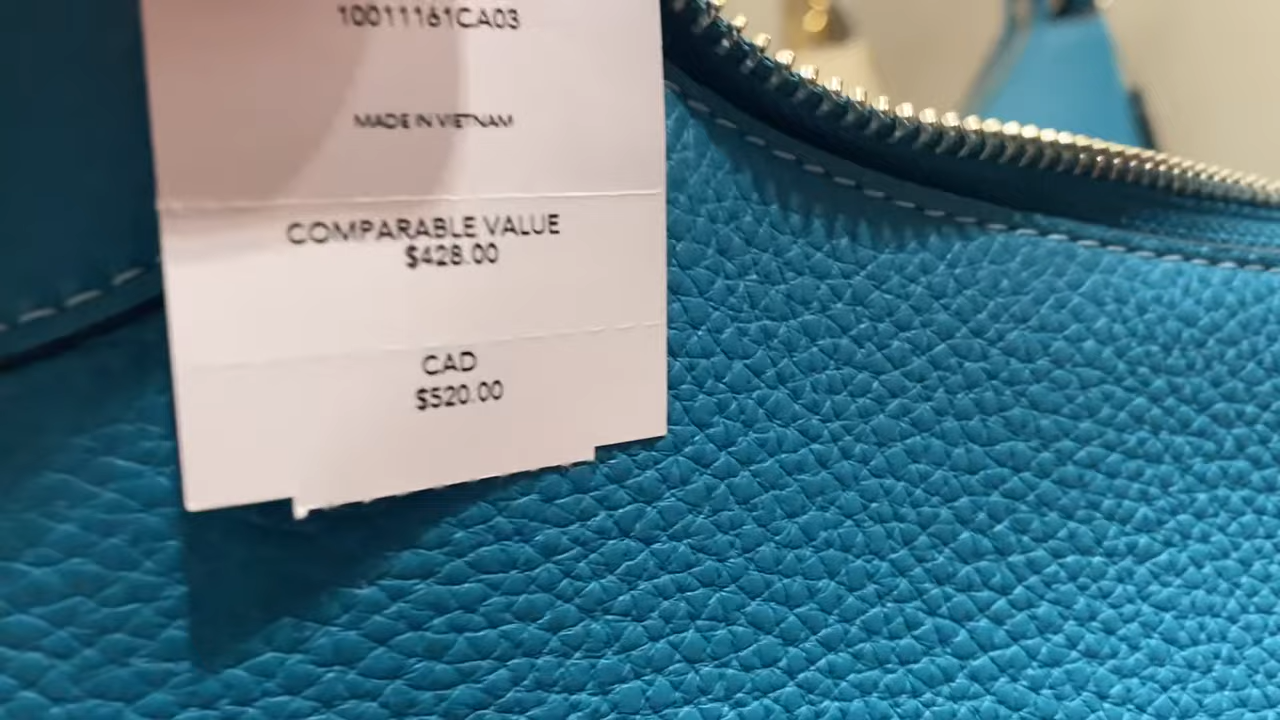 10011161CA03
MADE IN VIETNAM
COMPARABLE VALUE
$428.00
CAD
$520.00